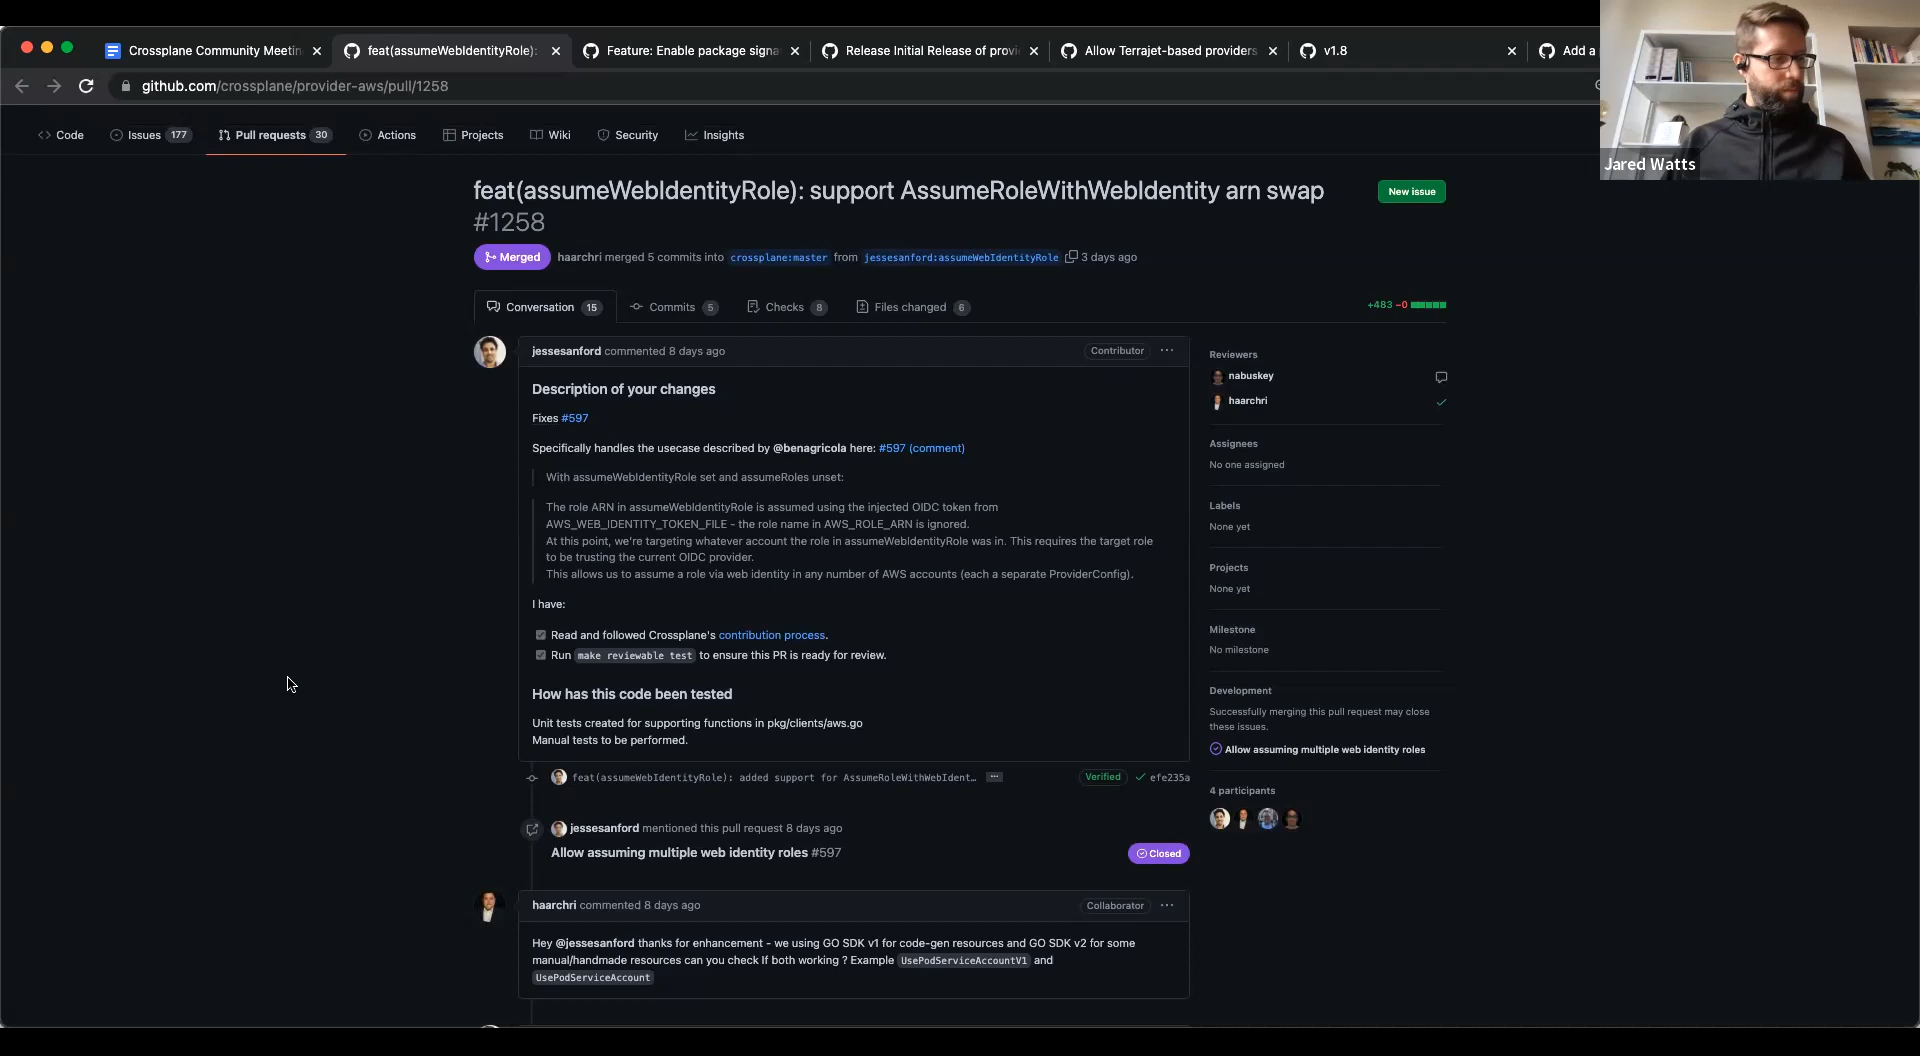 Crossplane Community Meetin
feat(assumeWebIdentityRole):
Feature: Enable package signa
Release Initial Release of provi
Allow Terrajet-based providers
v1.8
Add a
github.com/crossplane/provider-aws/pull/1258
Jared Watts
Code
Issues 177
Pull requests 30
Actions
Projects
Wiki
Security
Insights
feat(assumeWebIdentityRole): support AssumeRoleWithWebIdentity arn swap
#1258
New issue
Merged haarchri merged 5 commits into crossplane:master from jessesanford:assumeWebIdentityRole 3 days ago
Conversation 15
Commits 5
Checks 8
Files changed 6
+483 −0
jessesanford commented 8 days ago
Contributor
Description of your changes
Fixes #597
Specifically handles the usecase described by @benagricola here: #597 (comment)
With assumeWebIdentityRole set and assumeRoles unset:
The role ARN in assumeWebIdentityRole is assumed using the injected OIDC token from
AWS_WEB_IDENTITY_TOKEN_FILE - the role name in AWS_ROLE_ARN is ignored.
At this point, we're targeting whatever account the role in assumeWebIdentityRole was in. This requires the target role
to be trusting the current OIDC provider.
This allows us to assume a role via web identity in any number of AWS accounts (each a separate ProviderConfig).
I have:
Read and followed Crossplane's contribution process.
Run make reviewable test to ensure this PR is ready for review.
How has this code been tested
Unit tests created for supporting functions in pkg/clients/aws.go
Manual tests to be performed.
feat(assumeWebIdentityRole): added support for AssumeRoleWithWebIdent… ···
Verified
efe235a
jessesanford mentioned this pull request 8 days ago
Allow assuming multiple web identity roles #597
Closed
haarchri commented 8 days ago
Collaborator
Hey @jessesanford thanks for enhancement - we using GO SDK v1 for code-gen resources and GO SDK v2 for some
manual/handmade resources can you check If both working ? Example UsePodServiceAccountV1 and
UsePodServiceAccount
Reviewers
nabuskey
haarchri
Assignees
No one assigned
Labels
None yet
Projects
None yet
Milestone
No milestone
Development
Successfully merging this pull request may close
these issues.
Allow assuming multiple web identity roles
4 participants